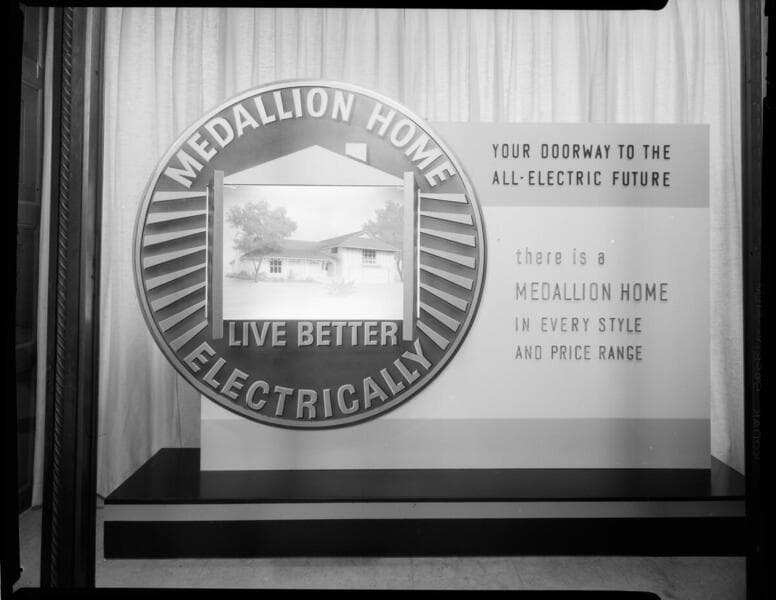 MEDALLION HOME
LIVE BETTER
ELECTRICALLY
YOUR DOORWAY TO THE
ALL-ELECTRIC FUTURE
there is a
MEDALLION HOME
IN EVERY STYLE
AND PRICE RANGE